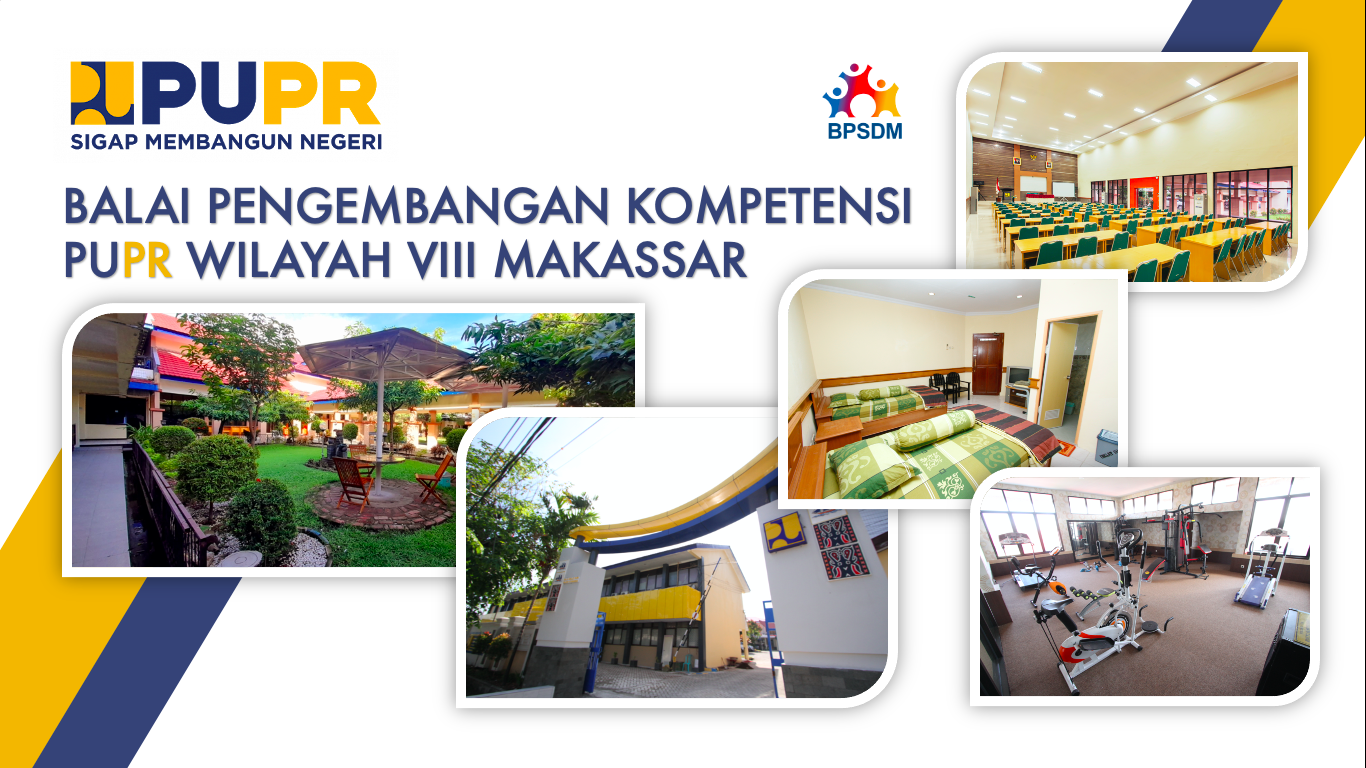 PUPR
SIGAP MEMBANGUN NEGERI
BPSDM
BALAI PENGEMBANGAN KOMPETENSI
PUPR WILAYAH VIII MAKASSAR